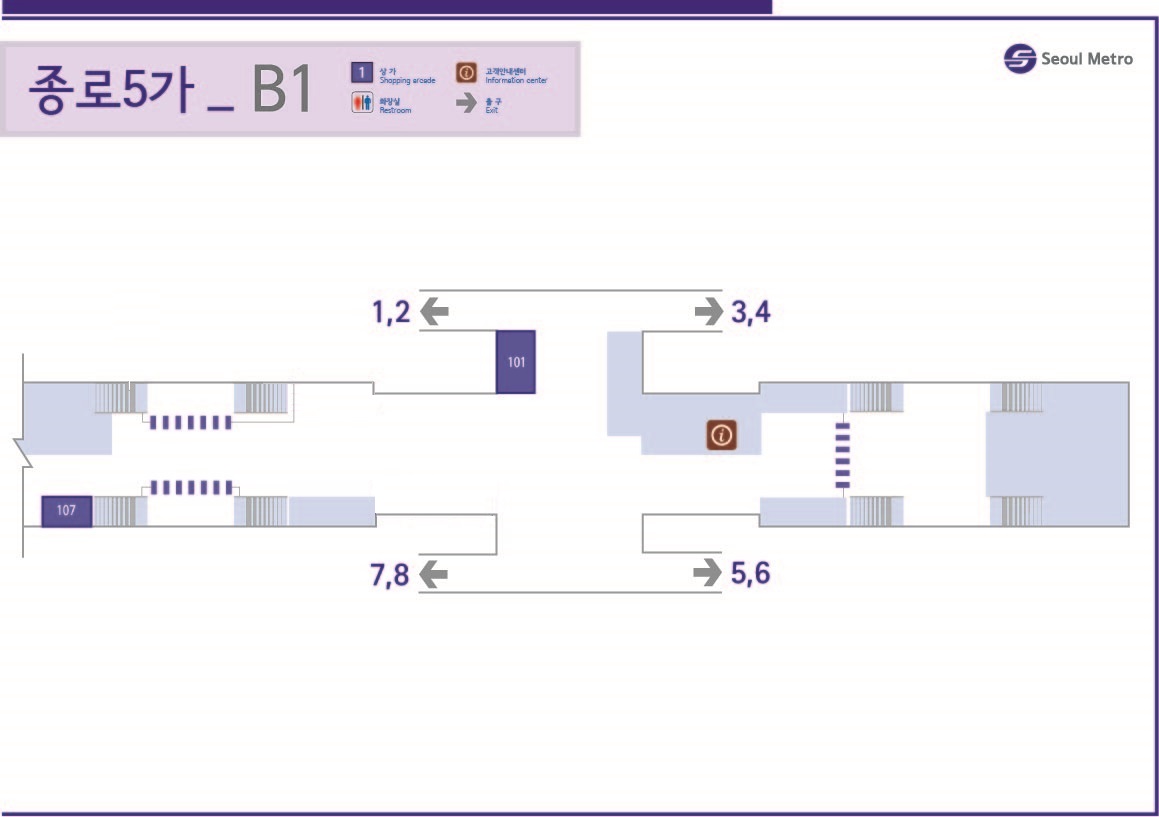 종로5가 _ B1
1 상 가
Shopping arcade
고객안내센터
Information center
화장실
Restroom
출 구
Exit
Seoul Metro
1,2
3,4
101
107
7,8
5,6